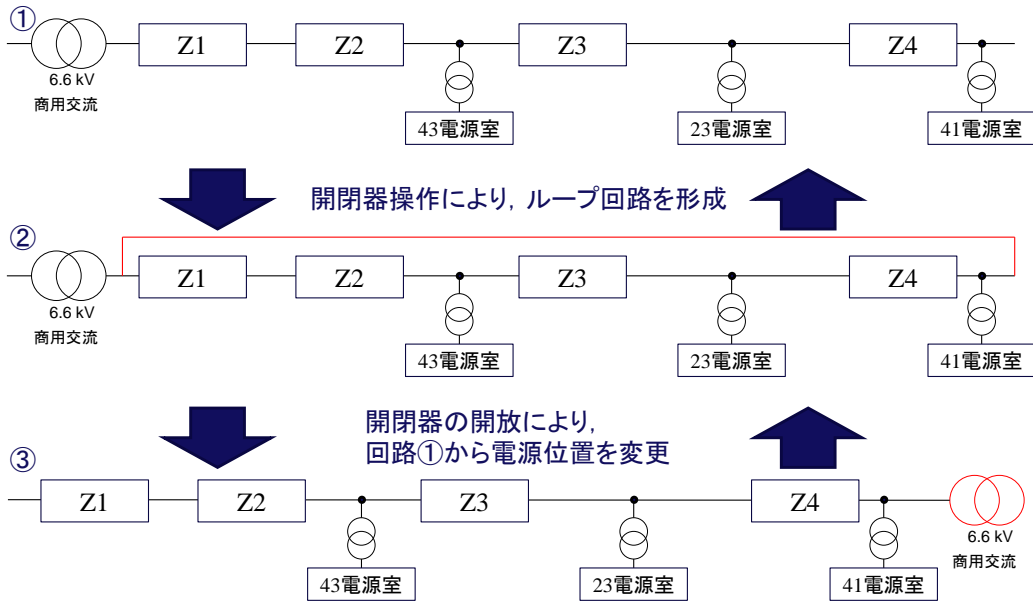 ①
Z1
Z2
Z3
Z4
6.6 kV
商用交流
43電源室
23電源室
41電源室
開閉器操作により，ループ回路を形成
②
Z1
Z2
Z3
Z4
6.6 kV
商用交流
43電源室
23電源室
41電源室
開閉器の開放により，
回路①から電源位置を変更
③
Z1
Z2
Z3
Z4
6.6 kV
商用交流
43電源室
23電源室
41電源室